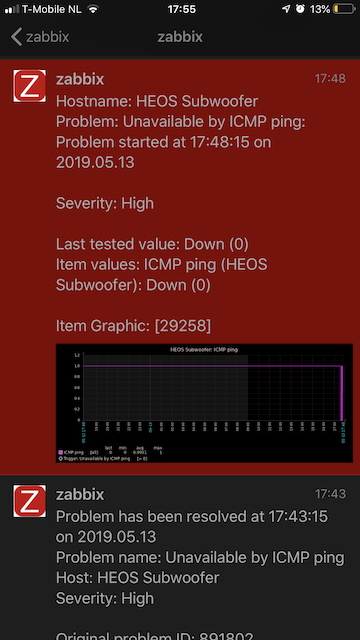 T-Mobile NL 17:55 13%
zabbix zabbix
Z zabbix 17:48
Hostname: HEOS Subwoofer
Problem: Unavailable by ICMP ping:
Problem started at 17:48:15 on
2019.05.13
Severity: High
Last tested value: Down (0)
Item values: ICMP ping (HEOS
Subwoofer): Down (0)
Item Graphic: [29258]
HEOS Subwoofer: ICMP ping
1.2
1.0
0.8
0.6
0.4
0.2
0
last min avg max
ICMP ping [all] 0 0 0.9931 1
Trigger: Unavailable by ICMP ping [= 0]
Z zabbix 17:43
Problem has been resolved at 17:43:15
on 2019.05.13
Problem name: Unavailable by ICMP ping
Host: HEOS Subwoofer
Severity: High
Original problem ID: 891802